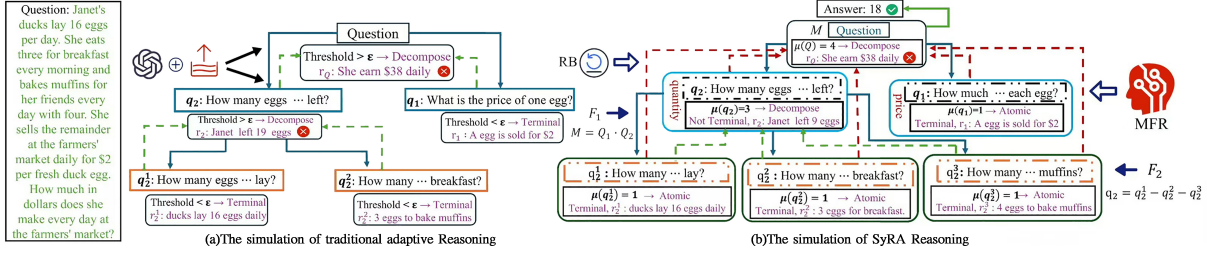 Question: Janet's
ducks lay 16 eggs
per day. She eats
three for breakfast
every morning and
bakes muffins for
her friends every
day with four. She
sells the remainder
at the farmers'
market daily for $2
per fresh duck egg.
How much in
dollars does she
make every day at
the farmers' market?
Question
Threshold > ε → Decompose
r_Q: She earn $38 daily
q₂: How many eggs ⋯ left?
Threshold > ε → Decompose
r₂: Janet left 19 eggs
q₁: What is the price of one egg?
Threshold < ε → Terminal
r₁: A egg is sold for $2
q₂¹: How many eggs ⋯ lay?
Threshold < ε → Terminal
r₂¹: ducks lay 16 eggs daily
q₂²: How many ⋯ breakfast?
Threshold < ε → Terminal
r₂²: 3 eggs to bake muffins
(a)The simulation of traditional adaptive Reasoning
Answer: 18
M Question
μ(Q) = 4 → Decompose
r_Q: She earn $38 daily
RB
F₁
M = Q₁ · Q₂
quantity
q₂: How many eggs ⋯ left?
μ(q₂)=3 → Decompose
Not Terminal, r₂: Janet left 9 eggs
price
q₁: How much ⋯ each egg?
μ(q₁)=1 → Atomic
Terminal, r₁: A egg is sold for $2
MFR
q₂¹: How many ⋯ lay?
μ(q₂²) = 1 → Atomic
Terminal, r₂¹: ducks lay 16 eggs daily
q₂²: How many ⋯ breakfast?
μ(q₂²) = 1 → Atomic
Terminal, r₂²: 3 eggs for breakfast.
q₂³: How many ⋯ muffins?
μ(q₂²) = 1→ Atomic
Terminal, r₂³: 4 eggs to bake muffins
F₂
q₂ = q₂¹ − q₂² − q₂³
(b)The simulation of SyRA Reasoning